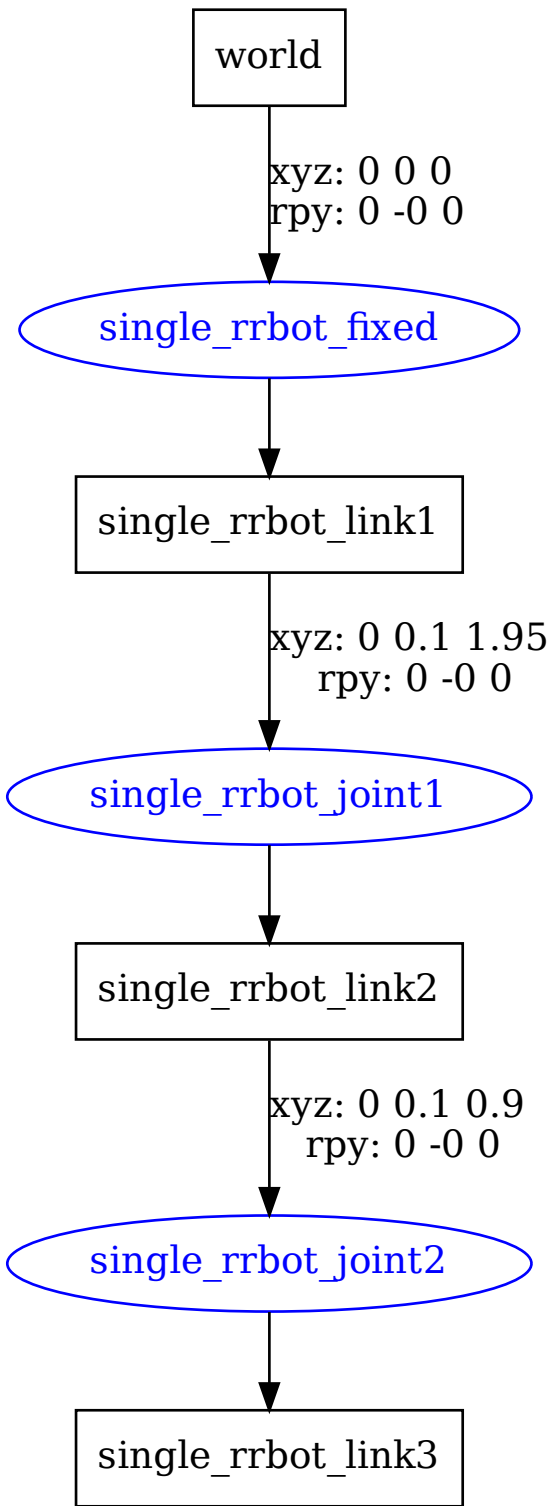 world
xyz: 0 0 0
rpy: 0 -0 0
single_rrbot_fixed
single_rrbot_link1
xyz: 0 0.1 1.95
rpy: 0 -0 0
single_rrbot_joint1
single_rrbot_link2
xyz: 0 0.1 0.9
rpy: 0 -0 0
single_rrbot_joint2
single_rrbot_link3